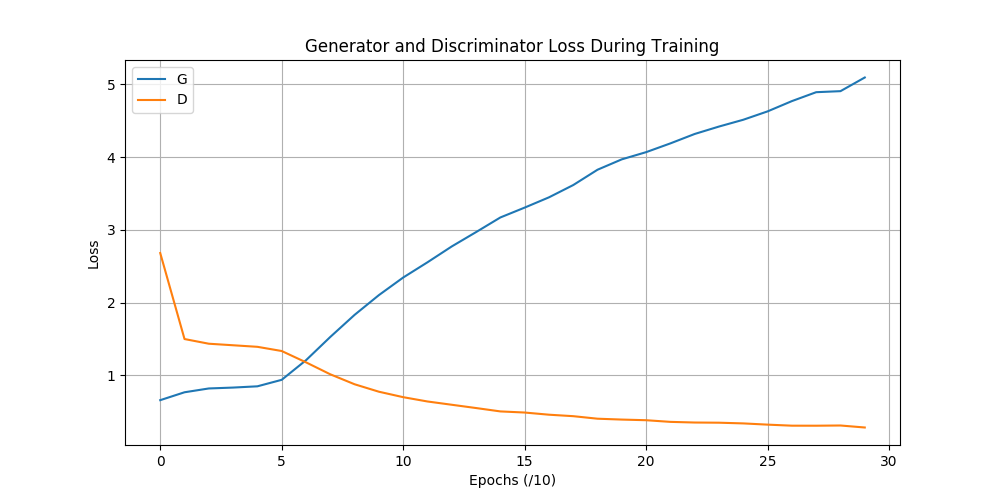 Generator and Discriminator Loss During Training
G
D
5
4
3
2
1
Loss
0 5 10 15 20 25 30
Epochs (/10)